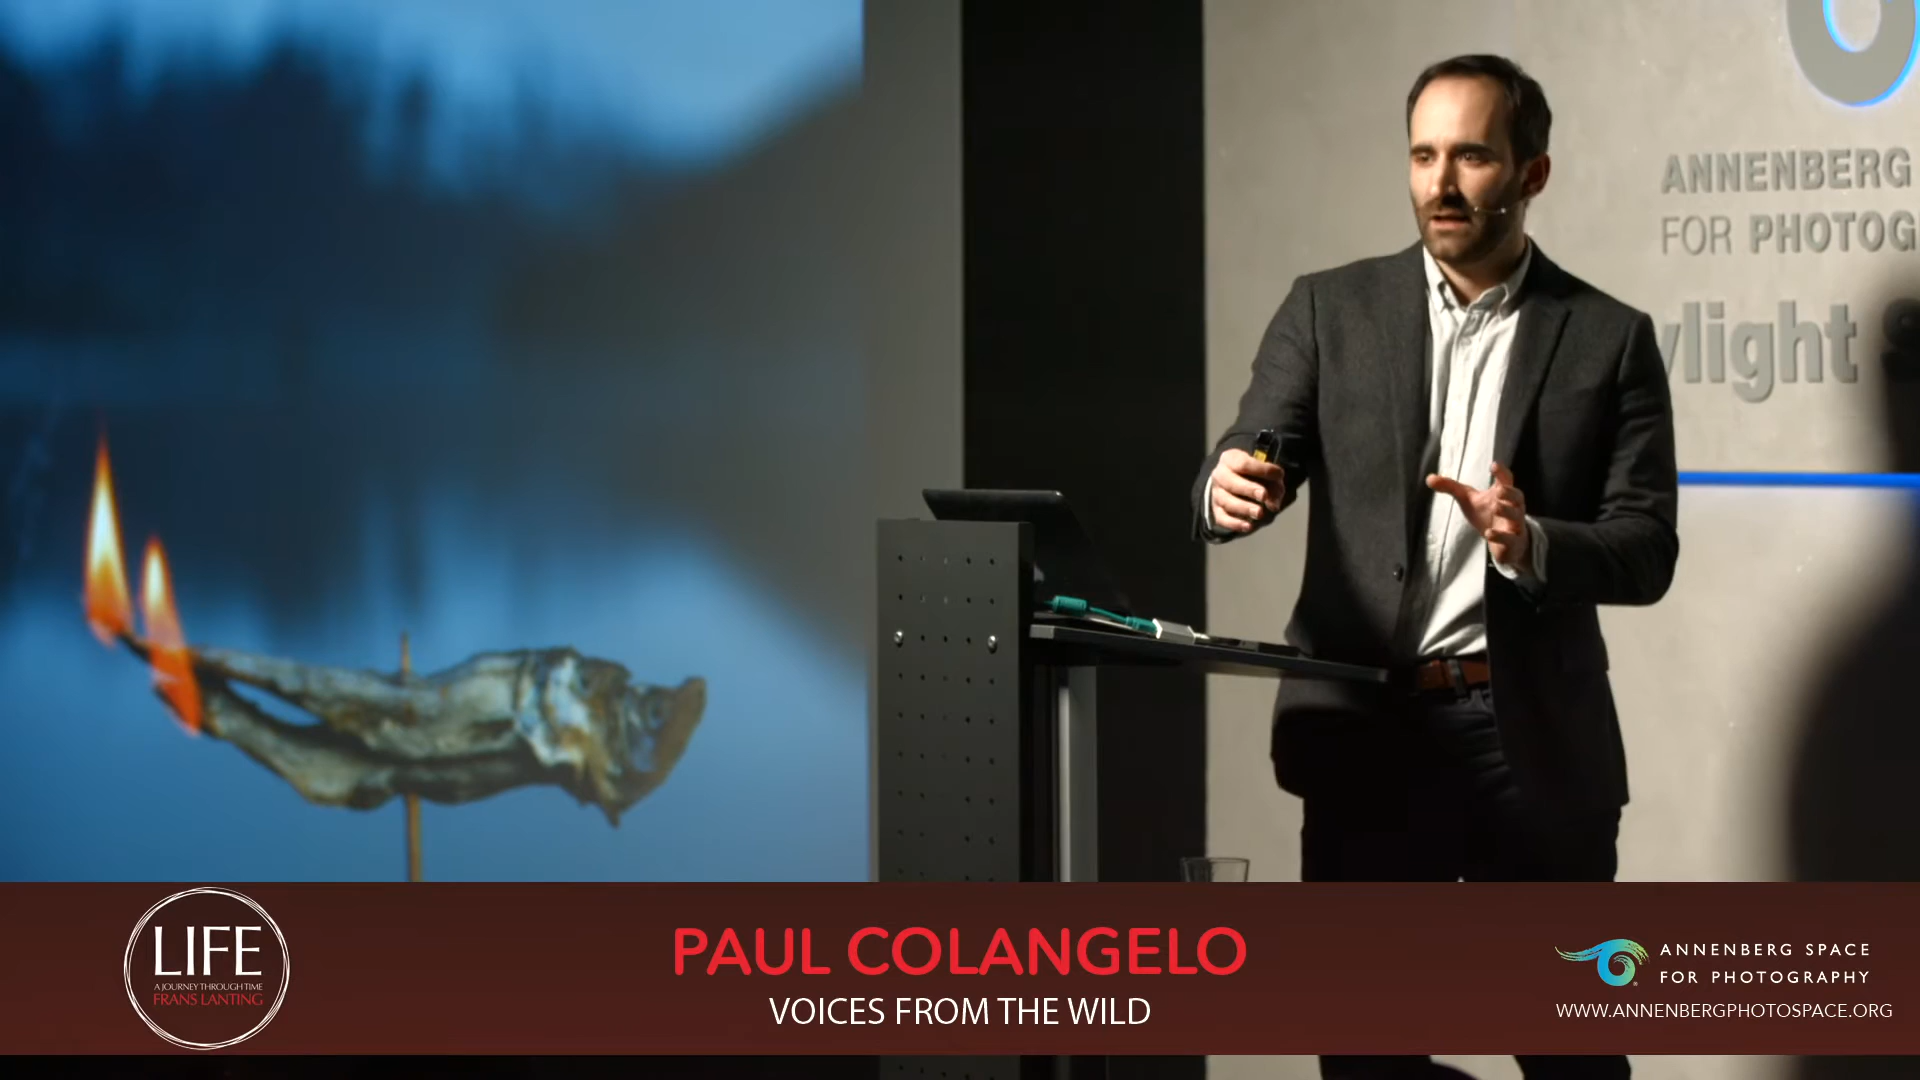 ANNENBERG
FOR PHOTOG
ylight
LIFE
A JOURNEY THROUGH TIME
FRANS LANTING
PAUL COLANGELO
VOICES FROM THE WILD
ANNENBERG SPACE
FOR PHOTOGRAPHY
WWW.ANNENBERGPHOTOSPACE.ORG